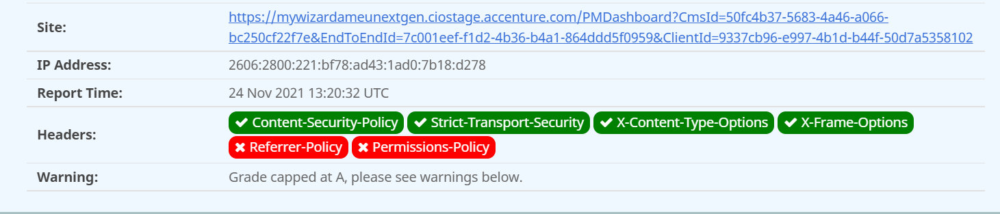 Site:
https://mywizardameunextgen.ciostage.accenture.com/PMDashboard?CmsId=50fc4b37-5683-4a46-a066-
bc250cf22f7e&EndToEndId=7c001eef-f1d2-4b36-b4a1-864ddd5f0959&ClientId=9337cb96-e997-4b1d-b44f-50d7a5358102
IP Address: 2606:2800:221:bf78:ad43:1ad0:7b18:d278
Report Time: 24 Nov 2021 13:20:32 UTC
Headers:
Content-Security-Policy Strict-Transport-Security X-Content-Type-Options X-Frame-Options
Referrer-Policy Permissions-Policy
Warning: Grade capped at A, please see warnings below.